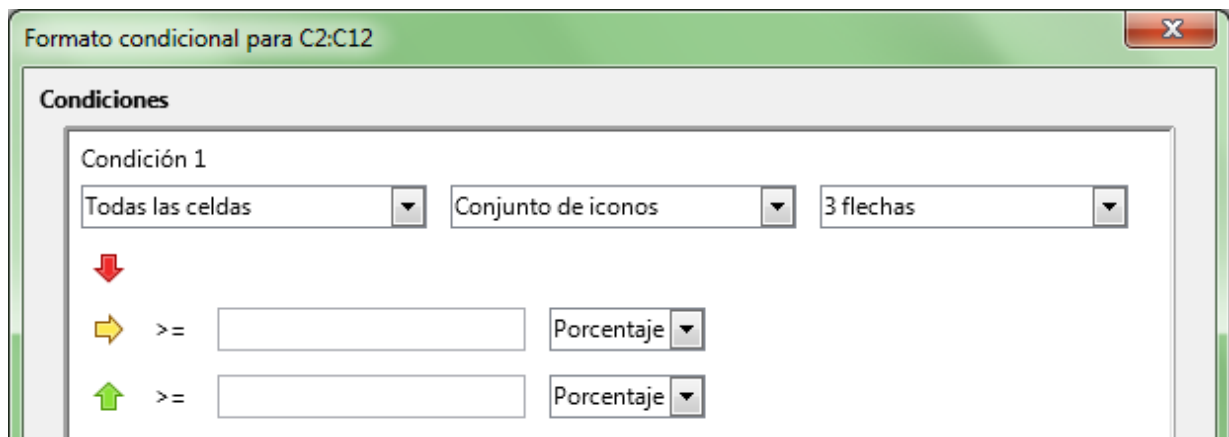 Formato condicional para C2:C12
Condiciones
Condición 1
Todas las celdas Conjunto de iconos 3 flechas
>= Porcentaje
>= Porcentaje